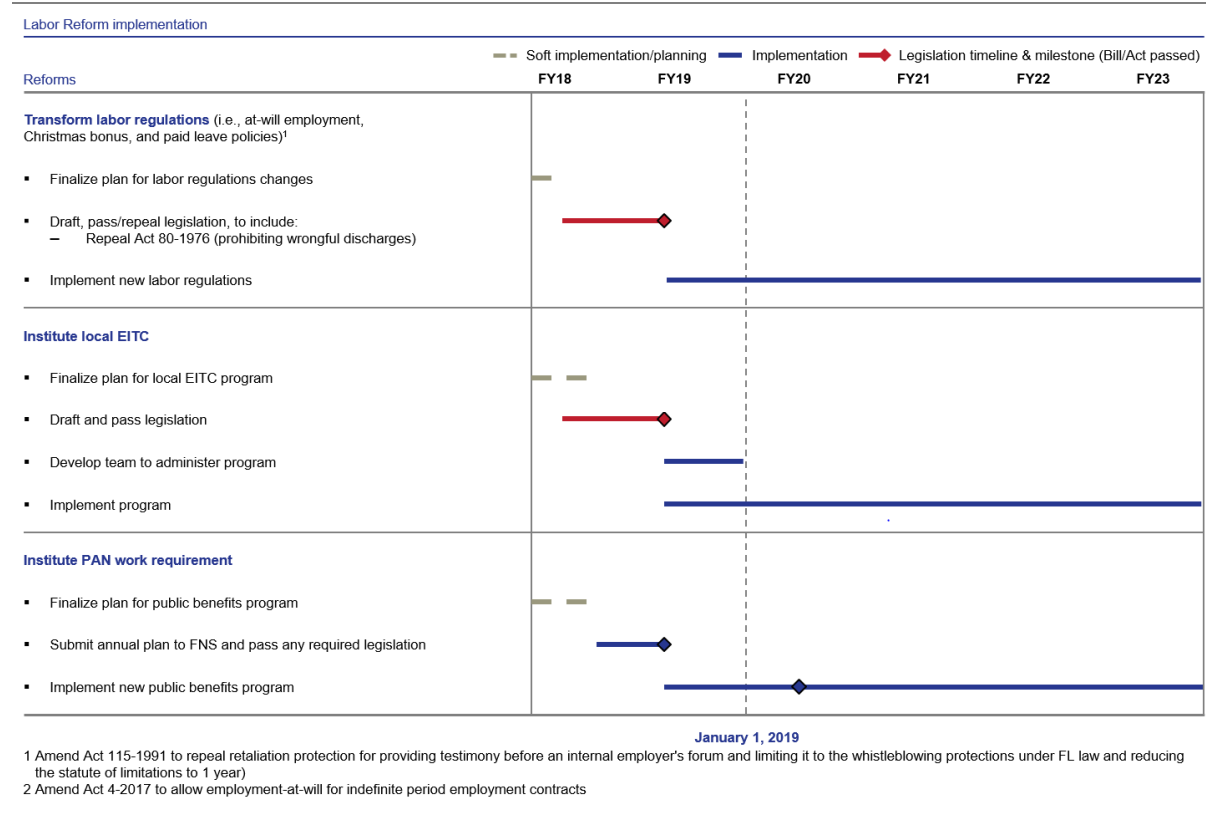 Labor Reform implementation
Soft implementation/planning Implementation Legislation timeline & milestone (Bill/Act passed)
Reforms FY18 FY19 FY20 FY21 FY22 FY23
Transform labor regulations (i.e., at-will employment,
Christmas bonus, and paid leave policies)¹
▪ Finalize plan for labor regulations changes
▪ Draft, pass/repeal legislation, to include:
– Repeal Act 80-1976 (prohibiting wrongful discharges)
▪ Implement new labor regulations
Institute local EITC
▪ Finalize plan for local EITC program
▪ Draft and pass legislation
▪ Develop team to administer program
▪ Implement program
Institute PAN work requirement
▪ Finalize plan for public benefits program
▪ Submit annual plan to FNS and pass any required legislation
▪ Implement new public benefits program
January 1, 2019
1 Amend Act 115-1991 to repeal retaliation protection for providing testimony before an internal employer's forum and limiting it to the whistleblowing protections under FL law and reducing
the statute of limitations to 1 year)
2 Amend Act 4-2017 to allow employment-at-will for indefinite period employment contracts